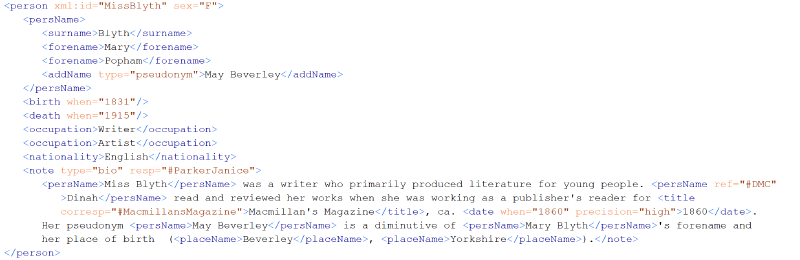 <person xml:id="MissBlyth" sex="F">
<persName>
<surname>Blyth</surname>
<forename>Mary</forename>
<forename>Popham</forename>
<addName type="pseudonym">May Beverley</addName>
</persName>
<birth when="1831"/>
<death when="1915"/>
<occupation>Writer</occupation>
<occupation>Artist</occupation>
<nationality>English</nationality>
<note type="bio" resp="#ParkerJanice">
<persName>Miss Blyth</persName> was a writer who primarily produced literature for young people. <persName ref="#DMC"
>Dinah</persName> read and reviewed her works when she was working as a publisher's reader for <title
corresp="#MacmillansMagazine">Macmillan's Magazine</title>, ca. <date when="1860" precision="high">1860</date>.
Her pseudonym <persName>May Beverley</persName> is a diminutive of <persName>Mary Blyth</persName>'s forename and
her place of birth  (<placeName>Beverley</placeName>, <placeName>Yorkshire</placeName>).</note>
</person>